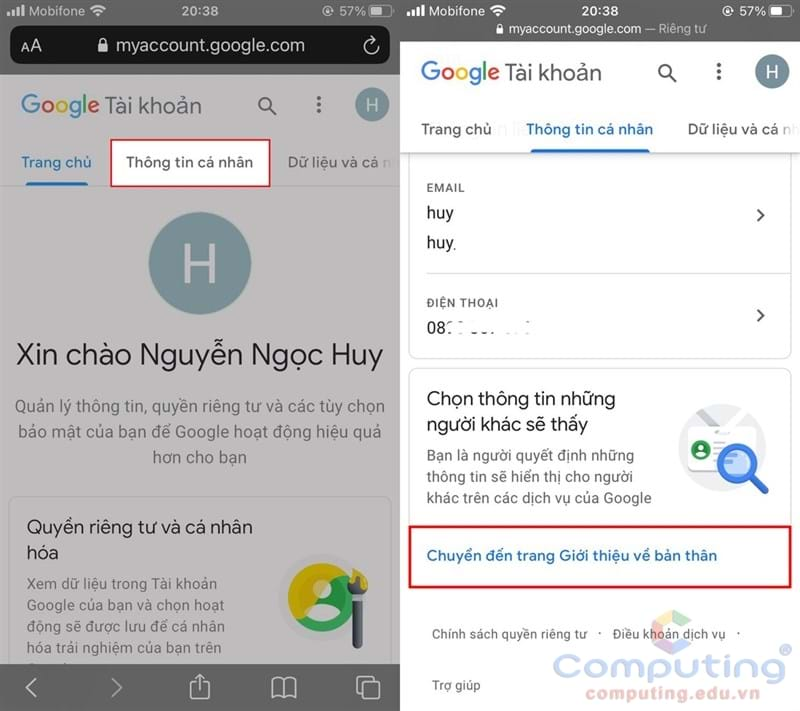 Mobifone 20:38 57%
AA myaccount.google.com
Google Tài khoản H
Trang chủ Thông tin cá nhân Dữ liệu và cá n
H
Xin chào Nguyễn Ngọc Huy
Quản lý thông tin, quyền riêng tư và các tùy chọn
bảo mật của bạn để Google hoạt động hiệu quả
hơn cho bạn
Quyền riêng tư và cá nhân
hóa
Xem dữ liệu trong Tài khoản
Google của bạn và chọn hoạt
động sẽ được lưu để cá nhân
hóa trải nghiệm của bạn trên
Mobifone 20:38 57%
myaccount.google.com — Riêng tư
Google Tài khoản H
Trang chủ Thông tin cá nhân Dữ liệu và cá nh
EMAIL
huy
huy.
ĐIỆN THOẠI
Chọn thông tin những
người khác sẽ thấy
Bạn là người quyết định những
thông tin sẽ hiển thị cho người
khác trên các dịch vụ của Google
Chuyển đến trang Giới thiệu về bản thân
Chính sách quyền riêng tư · Điều khoản dịch vụ ·
Trợ giúp
Computing®
computing.edu.vn